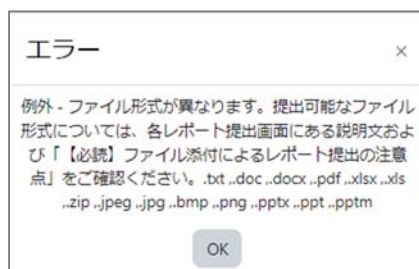 エラー
×
例外 - ファイル形式が異なります。提出可能なファイル
形式については、各レポート提出画面にある説明文およ
び「【必読】ファイル添付によるレポート提出の注意
点」をご確認ください。.txt ,.doc ,.docx ,.pdf ,.xlsx ,.xls
,.zip ,.jpeg ,.jpg ,.bmp ,.png ,.pptx ,.ppt ,.pptm
OK